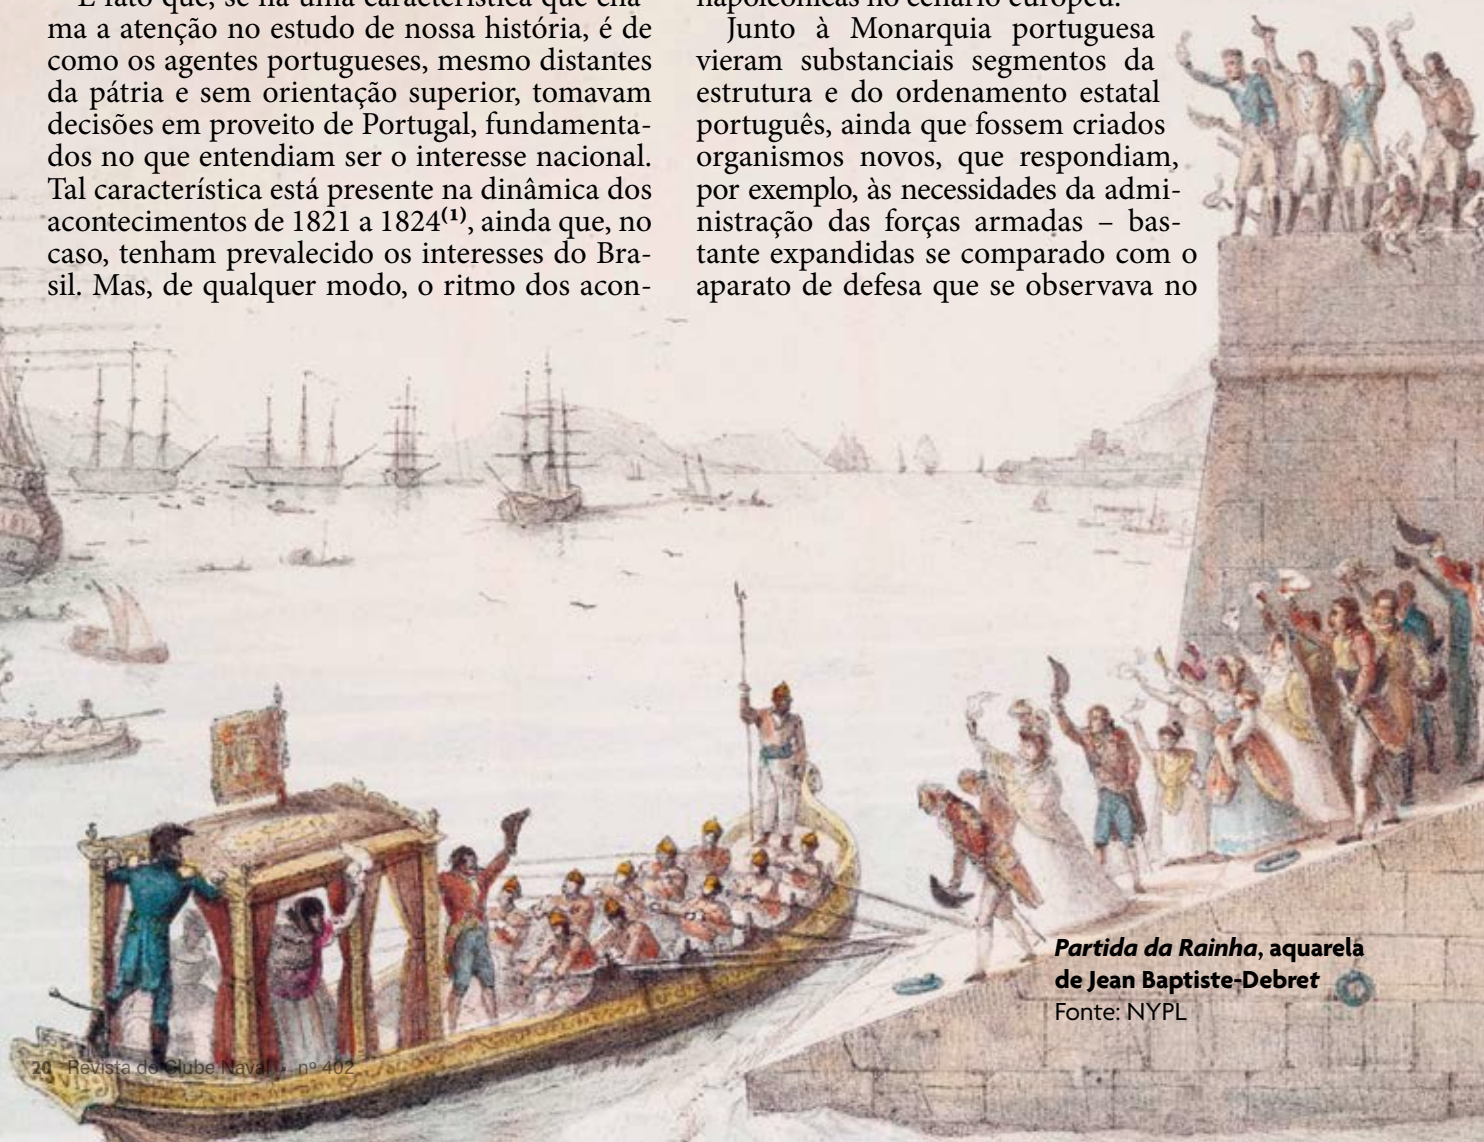 É fato que, se há uma característica que cha-
ma a atenção no estudo de nossa história, é de
como os agentes portugueses, mesmo distantes
da pátria e sem orientação superior, tomavam
decisões em proveito de Portugal, fundamenta-
dos no que entendiam ser o interesse nacional.
Tal característica está presente na dinâmica dos
acontecimentos de 1821 a 1824(1), ainda que, no
caso, tenham prevalecido os interesses do Bra-
sil. Mas, de qualquer modo, o ritmo dos acon-
napoleônicas no cenário europeu.
Junto à Monarquia portuguesa
vieram substanciais segmentos da
estrutura e do ordenamento estatal
português, ainda que fossem criados
organismos novos, que respondiam,
por exemplo, às necessidades da admi-
nistração das forças armadas – bas-
tante expandidas se comparado com o
aparato de defesa que se observava no
Partida da Rainha, aquarela
de Jean Baptiste-Debret
Fonte: NYPL
20 Revista do Clube Naval • nº 402